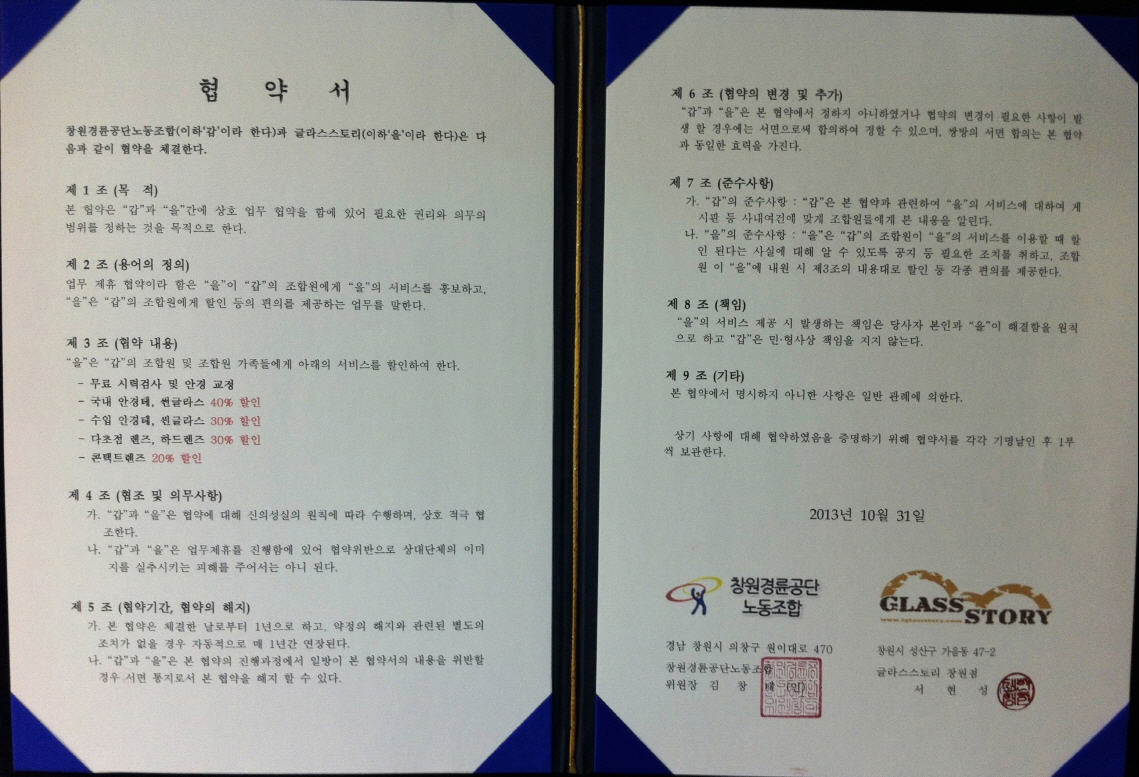 협 약 서
창원경륜공단노동조합(이하'갑'이라 한다)과 글라스스토리(이하'을'이라 한다)은 다
음과 같이 협약을 체결한다.
제 1 조 (목 적)
본 협약은 “갑”과 “을”간에 상호 업무 협약을 함에 있어 필요한 권리와 의무의
범위를 정하는 것을 목적으로 한다.
제 2 조 (용어의 정의)
업무 제휴 협약이라 함은 “을”이 “갑”의 조합원에게 “을”의 서비스를 홍보하고,
“을”은 “갑”의 조합원에게 할인 등의 편의를 제공하는 업무를 말한다.
제 3 조 (협약 내용)
“을”은 “갑”의 조합원 및 조합원 가족들에게 아래의 서비스를 할인하여 한다.
- 무료 시력검사 및 안경 교정
- 국내 안경테, 썬글라스 40% 할인
- 수입 안경테, 썬글라스 30% 할인
- 다초점 렌즈, 하드렌즈 30% 할인
- 콘택트렌즈 20% 할인
제 4 조 (협조 및 의무사항)
가. “갑”과 “을”은 협약에 대해 신의성실의 원칙에 따라 수행하며, 상호 적극 협
조한다.
나. “갑”과 “을”은 업무제휴를 진행함에 있어 협약위반으로 상대단체의 이미
지를 실추시키는 피해를 주어서는 아니 된다.
제 5 조 (협약기간, 협약의 해지)
가. 본 협약은 체결한 날로부터 1년으로 하고, 약정의 해지와 관련된 별도의
조치가 없을 경우 자동적으로 매 1년간 연장된다.
나. “갑”과 “을”은 본 협약의 진행과정에서 일방이 본 협약서의 내용을 위반할
경우 서면 통지로서 본 협약을 해지 할 수 있다.
제 6 조 (협약의 변경 및 추가)
“갑”과 “을”은 본 협약에서 정하지 아니하였거나 협약의 변경이 필요한 사항이 발
생 할 경우에는 서면으로써 합의하여 정할 수 있으며, 쌍방의 서면 합의는 본 협약
과 동일한 효력을 가진다.
제 7 조 (준수사항)
가. “갑”의 준수사항 : “갑”은 본 협약과 관련하여 “을”의 서비스에 대하여 게
시판 등 사내여건에 맞게 조합원들에게 본 내용을 알린다.
나. “을”의 준수사항 : “을”은 “갑”의 조합원이 “을”의 서비스를 이용할 때 할
인 된다는 사실에 대해 알 수 있도록 공지 등 필요한 조치를 취하고, 조합
원 이 “을”에 내원 시 제3조의 내용대로 할인 등 각종 편의를 제공한다.
제 8 조 (책임)
“을”의 서비스 제공 시 발생하는 책임은 당사자 본인과 “을”이 해결함을 원칙
으로 하고 “갑”은 민·형사상 책임을 지지 않는다.
제 9 조 (기타)
본 협약에서 명시하지 아니한 사항은 일반 관례에 의한다.
상기 사항에 대해 협약하였음을 증명하기 위해 협약서를 각각 기명날인 후 1부
씩 보관한다.
2013년 10월 31일
창원경륜공단
노동조합
경남 창원시 의창구 원이대로 470
창원경륜공단노동조합
위원장 김 창 (인)
GLASS STORY
창원시 성산구 가음동 47-2
글라스스토리 창원점
서 현 성